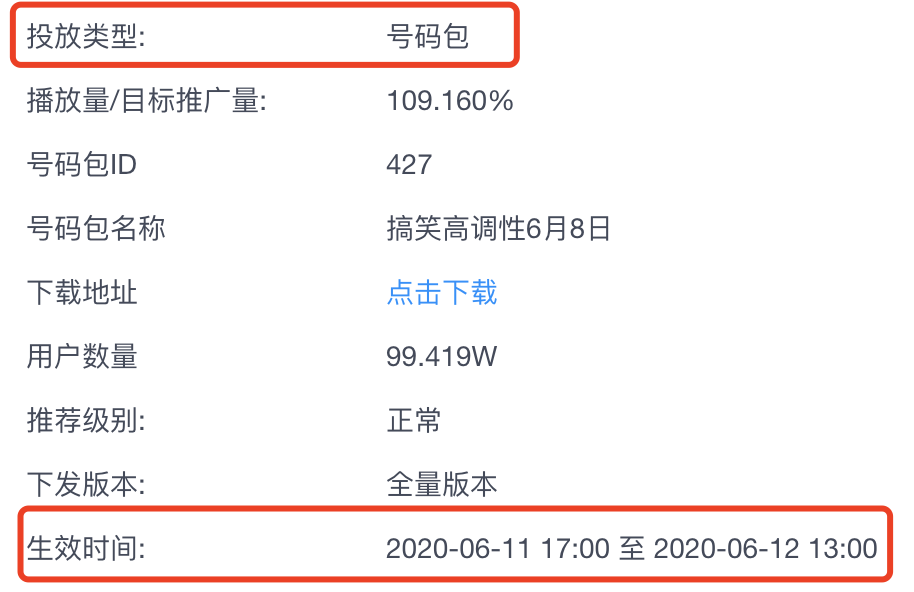 投放类型: 号码包
播放量/目标推广量: 109.160%
号码包ID 427
号码包名称 搞笑高调性6月8日
下载地址 点击下载
用户数量 99.419W
推荐级别: 正常
下发版本: 全量版本
生效时间: 2020-06-11 17:00 至 2020-06-12 13:00